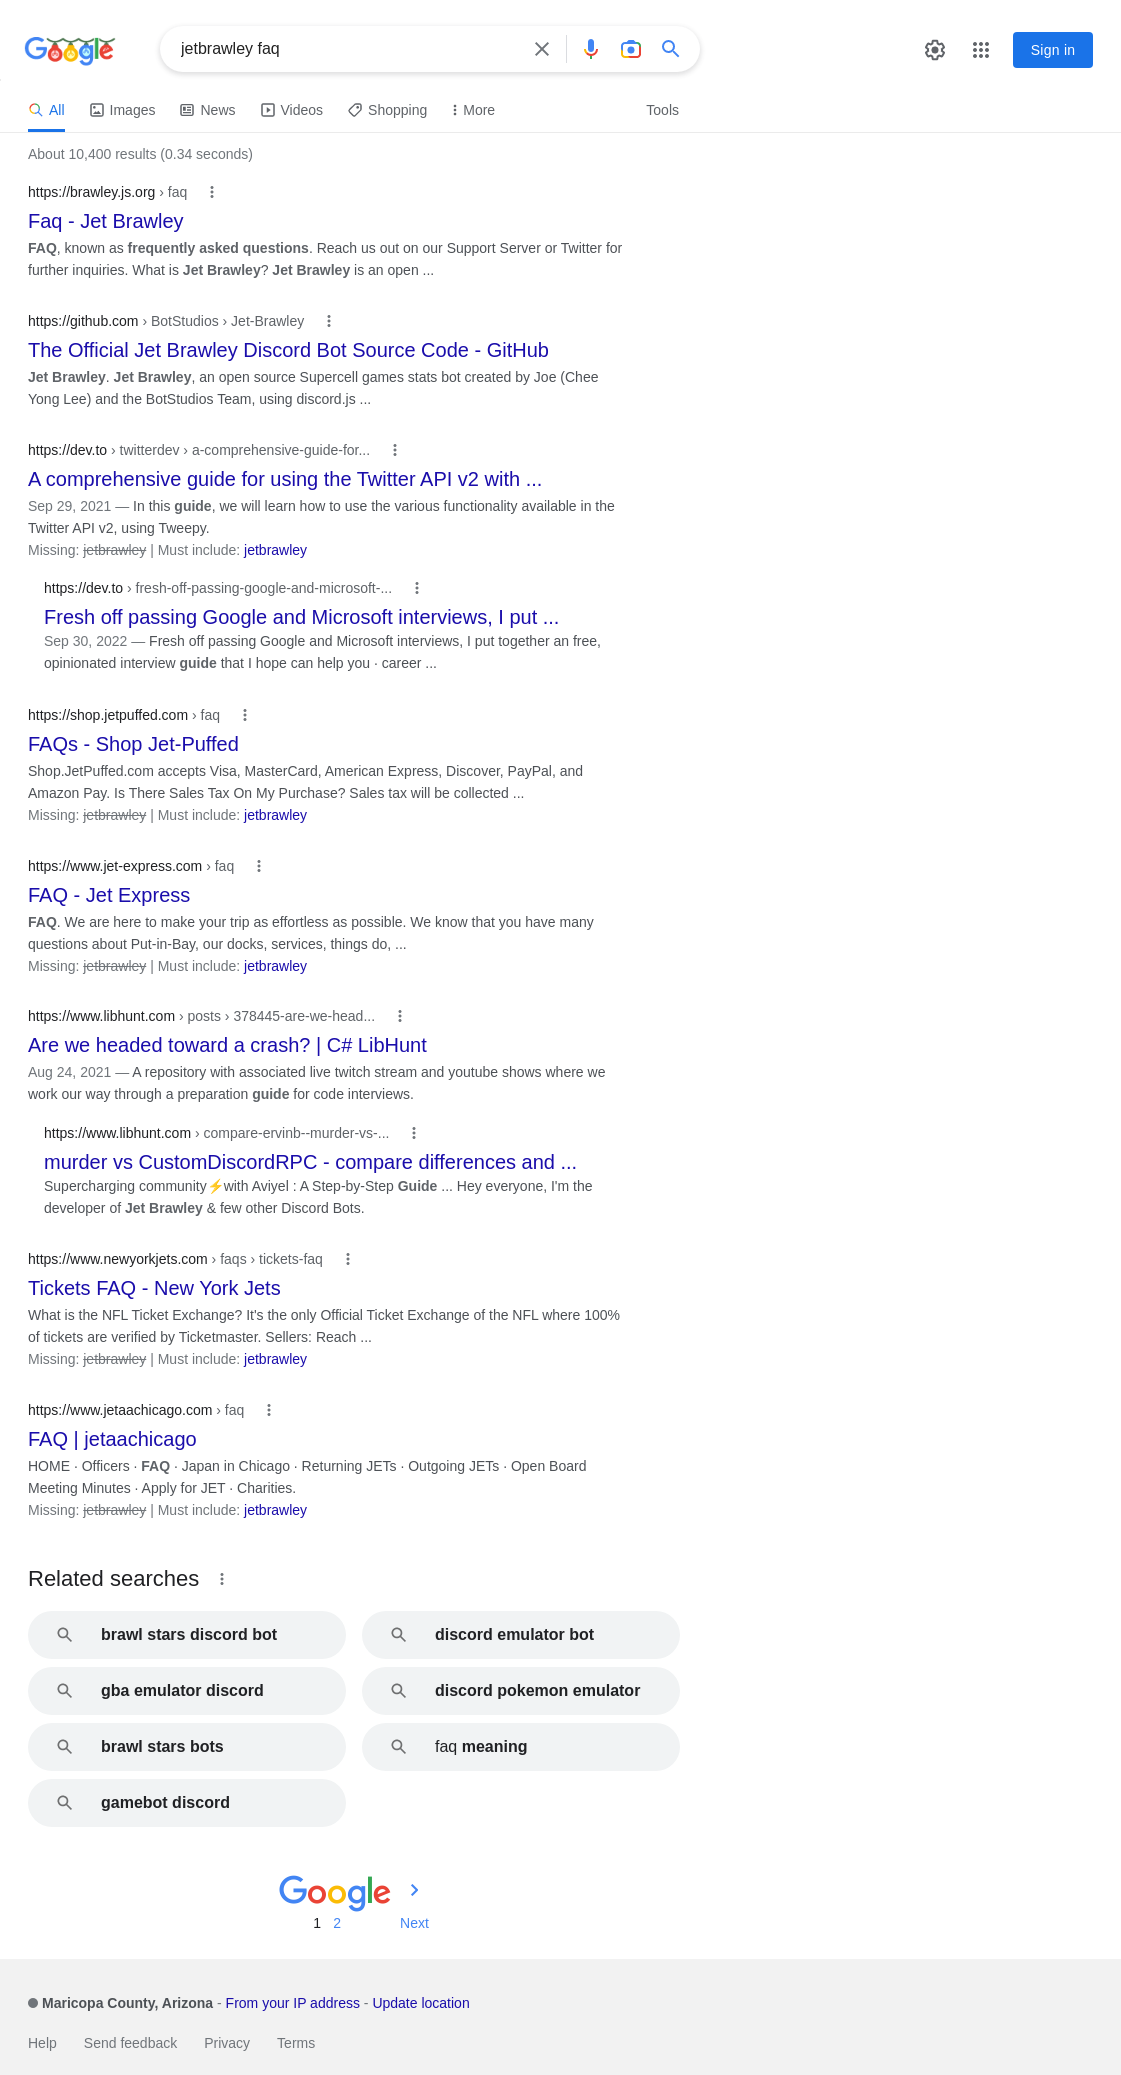 Google
jetbrawley faq
Sign in
All
Images
News
Videos
Shopping
More
Tools
About 10,400 results (0.34 seconds)
https://brawley.js.org › faq
Faq - Jet Brawley
FAQ, known as frequently asked questions. Reach us out on our Support Server or Twitter for
further inquiries. What is Jet Brawley? Jet Brawley is an open ...
https://github.com › BotStudios › Jet-Brawley
The Official Jet Brawley Discord Bot Source Code - GitHub
Jet Brawley. Jet Brawley, an open source Supercell games stats bot created by Joe (Chee
Yong Lee) and the BotStudios Team, using discord.js ...
https://dev.to › twitterdev › a-comprehensive-guide-for...
A comprehensive guide for using the Twitter API v2 with ...
Sep 29, 2021 — In this guide, we will learn how to use the various functionality available in the
Twitter API v2, using Tweepy.
Missing: jetbrawley | Must include: jetbrawley
https://dev.to › fresh-off-passing-google-and-microsoft-...
Fresh off passing Google and Microsoft interviews, I put ...
Sep 30, 2022 — Fresh off passing Google and Microsoft interviews, I put together an free,
opinionated interview guide that I hope can help you · career ...
https://shop.jetpuffed.com › faq
FAQs - Shop Jet-Puffed
Shop.JetPuffed.com accepts Visa, MasterCard, American Express, Discover, PayPal, and
Amazon Pay. Is There Sales Tax On My Purchase? Sales tax will be collected ...
Missing: jetbrawley | Must include: jetbrawley
https://www.jet-express.com › faq
FAQ - Jet Express
FAQ. We are here to make your trip as effortless as possible. We know that you have many
questions about Put-in-Bay, our docks, services, things do, ...
Missing: jetbrawley | Must include: jetbrawley
https://www.libhunt.com › posts › 378445-are-we-head...
Are we headed toward a crash? | C# LibHunt
Aug 24, 2021 — A repository with associated live twitch stream and youtube shows where we
work our way through a preparation guide for code interviews.
https://www.libhunt.com › compare-ervinb--murder-vs-...
murder vs CustomDiscordRPC - compare differences and ...
Supercharging community⚡with Aviyel : A Step-by-Step Guide ... Hey everyone, I'm the
developer of Jet Brawley & few other Discord Bots.
https://www.newyorkjets.com › faqs › tickets-faq
Tickets FAQ - New York Jets
What is the NFL Ticket Exchange? It's the only Official Ticket Exchange of the NFL where 100%
of tickets are verified by Ticketmaster. Sellers: Reach ...
Missing: jetbrawley | Must include: jetbrawley
https://www.jetaachicago.com › faq
FAQ | jetaachicago
HOME · Officers · FAQ · Japan in Chicago · Returning JETs · Outgoing JETs · Open Board
Meeting Minutes · Apply for JET · Charities.
Missing: jetbrawley | Must include: jetbrawley
Related searches
brawl stars discord bot
discord emulator bot
gba emulator discord
discord pokemon emulator
brawl stars bots
faq meaning
gamebot discord
Google
1 2 Next
Maricopa County, Arizona - From your IP address - Update location
Help Send feedback Privacy Terms